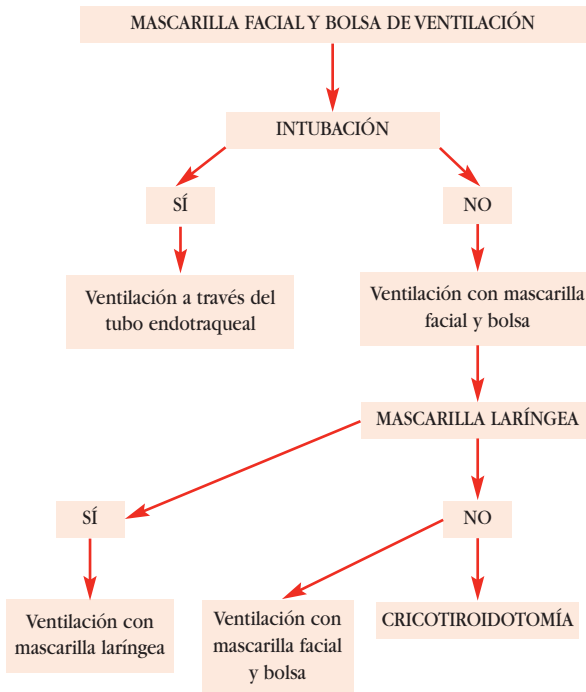 MASCARILLA FACIAL Y BOLSA DE VENTILACIÓN
INTUBACIÓN
SÍ
NO
Ventilación a través del
tubo endotraqueal
Ventilación con mascarilla
facial y bolsa
MASCARILLA LARÍNGEA
SÍ
NO
Ventilación con
mascarilla laríngea
Ventilación con
mascarilla facial
y bolsa
CRICOTIROIDOTOMÍA